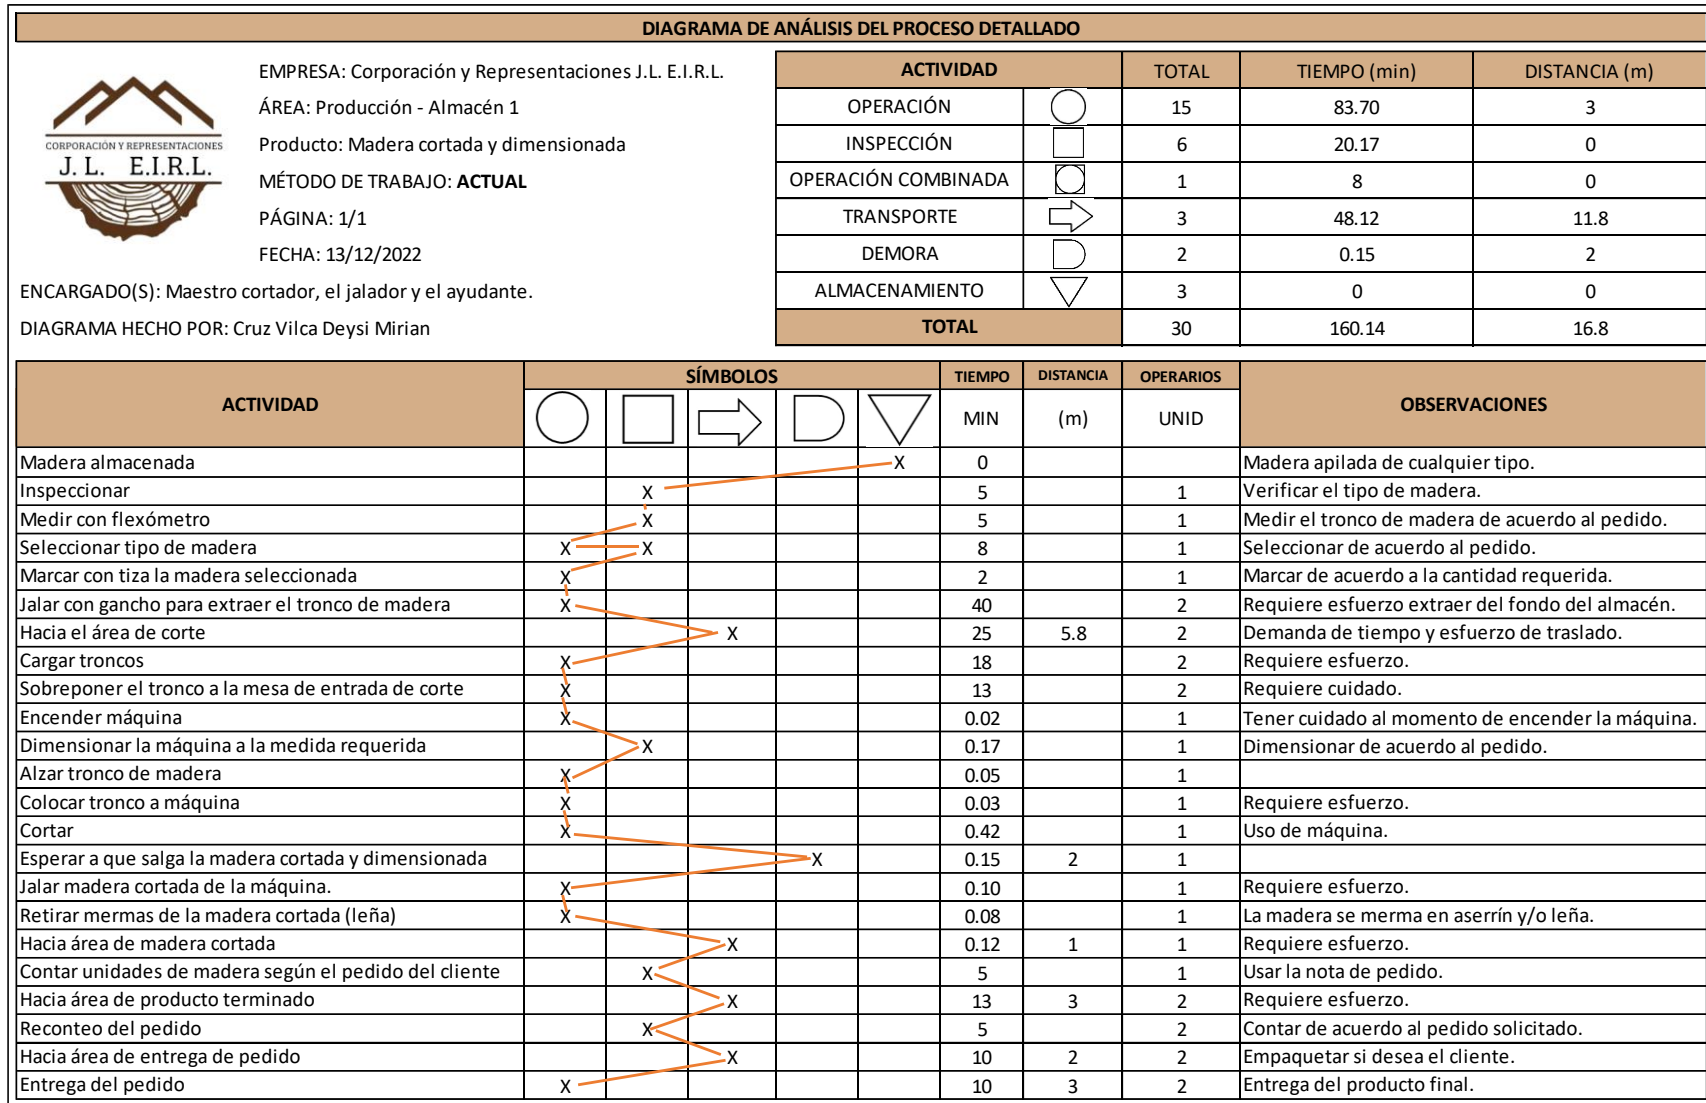 DIAGRAMA DE ANÁLISIS DEL PROCESO DETALLADO
CORPORACIÓN Y REPRESENTACIONES
J. L. E.I.R.L.
EMPRESA: Corporación y Representaciones J.L. E.I.R.L.
ÁREA: Producción - Almacén 1
Producto: Madera cortada y dimensionada
MÉTODO DE TRABAJO: ACTUAL
PÁGINA: 1/1
FECHA: 13/12/2022
ENCARGADO(S): Maestro cortador, el jalador y el ayudante.
DIAGRAMA HECHO POR: Cruz Vilca Deysi Mirian
ACTIVIDAD TOTAL TIEMPO (min) DISTANCIA (m)
OPERACIÓN 15 83.70 3
INSPECCIÓN 6 20.17 0
OPERACIÓN COMBINADA 1 8 0
TRANSPORTE 3 48.12 11.8
DEMORA 2 0.15 2
ALMACENAMIENTO 3 0 0
TOTAL 30 160.14 16.8
ACTIVIDAD SÍMBOLOS TIEMPO DISTANCIA OPERARIOS OBSERVACIONES
MIN (m) UNID
Madera almacenada X 0 Madera apilada de cualquier tipo.
Inspeccionar X 5 1 Verificar el tipo de madera.
Medir con flexómetro X 5 1 Medir el tronco de madera de acuerdo al pedido.
Seleccionar tipo de madera X X 8 1 Seleccionar de acuerdo al pedido.
Marcar con tiza la madera seleccionada X 2 1 Marcar de acuerdo a la cantidad requerida.
Jalar con gancho para extraer el tronco de madera X 40 2 Requiere esfuerzo extraer del fondo del almacén.
Hacia el área de corte X 25 5.8 2 Demanda de tiempo y esfuerzo de traslado.
Cargar troncos X 18 2 Requiere esfuerzo.
Sobreponer el tronco a la mesa de entrada de corte X 13 2 Requiere cuidado.
Encender máquina X 0.02 1 Tener cuidado al momento de encender la máquina.
Dimensionar la máquina a la medida requerida X 0.17 1 Dimensionar de acuerdo al pedido.
Alzar tronco de madera X 0.05 1
Colocar tronco a máquina X 0.03 1 Requiere esfuerzo.
Cortar X 0.42 1 Uso de máquina.
Esperar a que salga la madera cortada y dimensionada X 0.15 2 1
Jalar madera cortada de la máquina. X 0.10 1 Requiere esfuerzo.
Retirar mermas de la madera cortada (leña) X 0.08 1 La madera se merma en aserrín y/o leña.
Hacia área de madera cortada X 0.12 1 1 Requiere esfuerzo.
Contar unidades de madera según el pedido del cliente X 5 1 Usar la nota de pedido.
Hacia área de producto terminado X 13 3 2 Requiere esfuerzo.
Reconteo del pedido X 5 2 Contar de acuerdo al pedido solicitado.
Hacia área de entrega de pedido X 10 2 2 Empaquetar si desea el cliente.
Entrega del pedido X 10 3 2 Entrega del producto final.